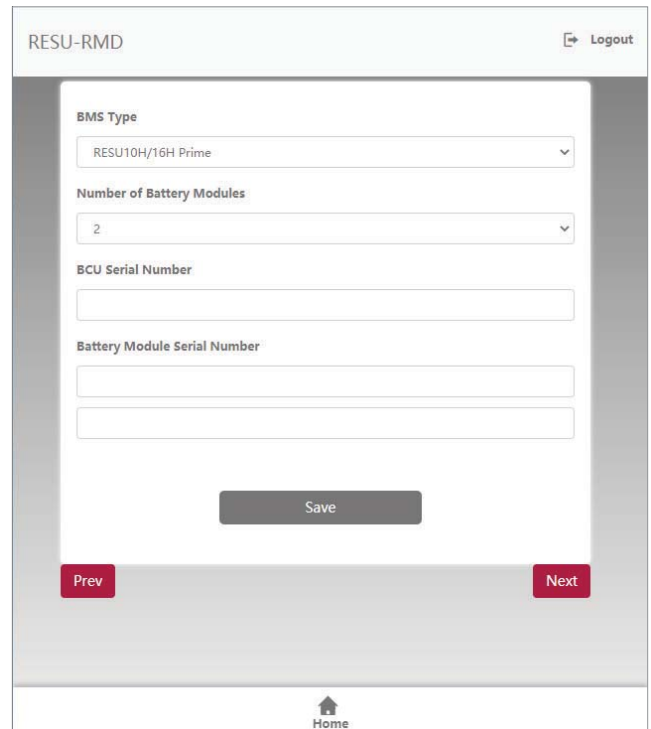 RESU-RMD
Logout
BMS Type
RESU10H/16H Prime
Number of Battery Modules
2
BCU Serial Number
Battery Module Serial Number
Save
Prev
Next
Home